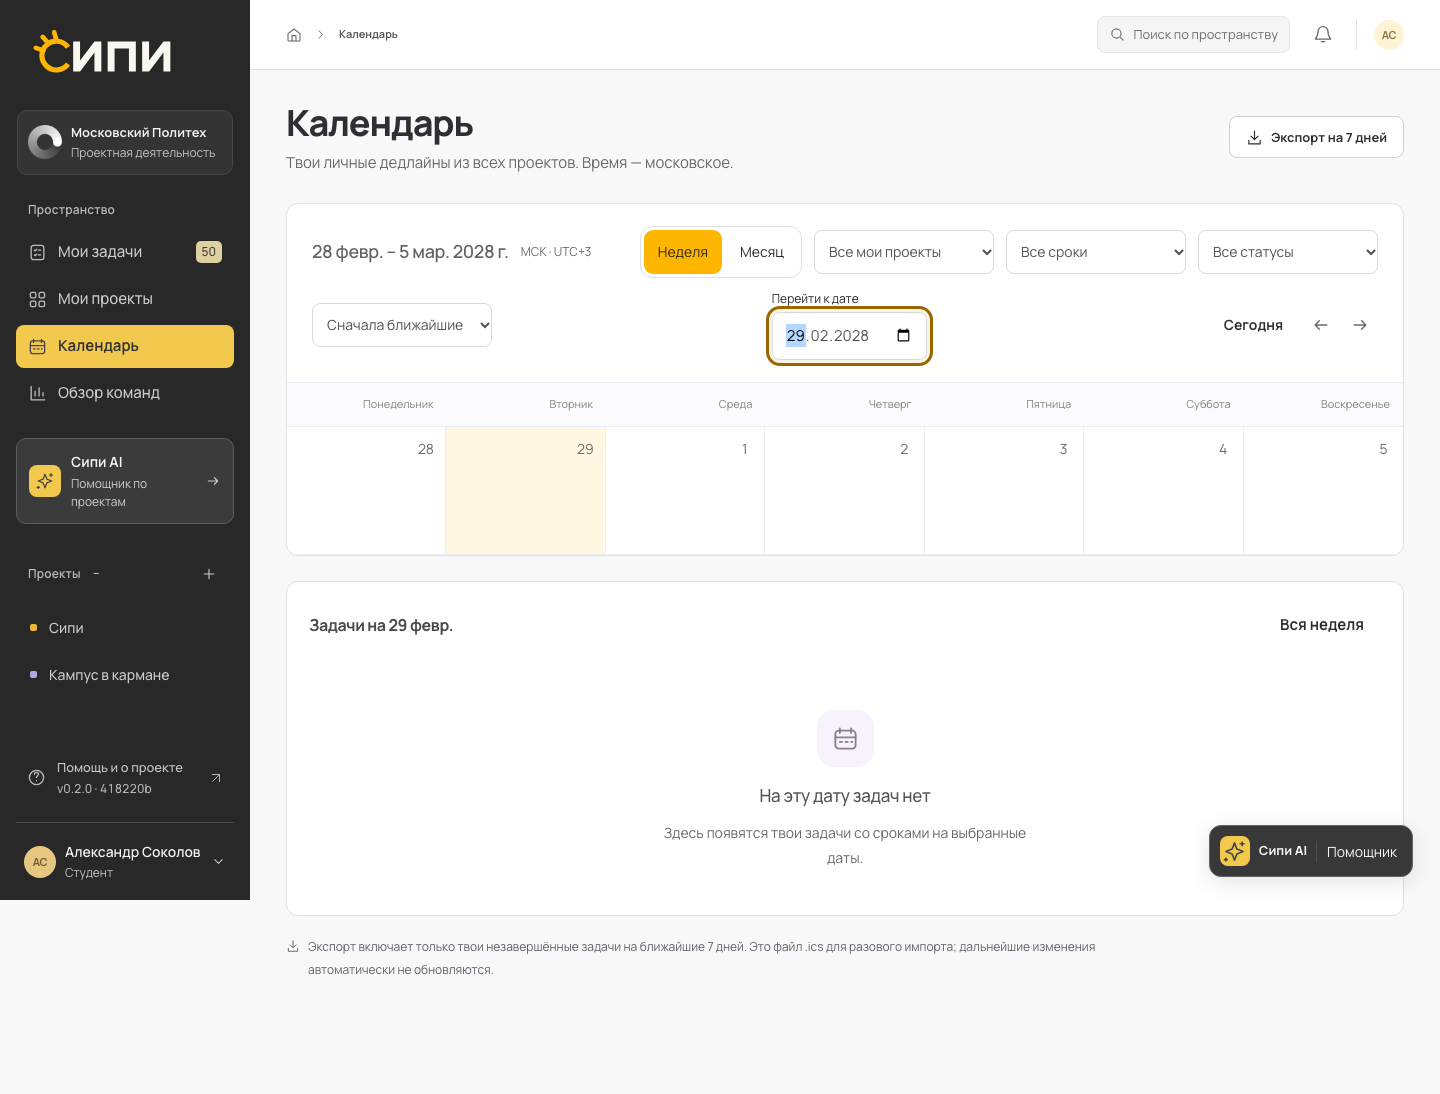 Сипи
Календарь
Поиск по пространству
АС
Московский Политех
Проектная деятельность
Пространство
Мои задачи 50
Мои проекты
Календарь
Обзор команд
Сипи AI
Помощник по
проектам
Проекты –
Сипи
Кампус в кармане
Помощь и о проекте
v0.2.0 · 418220b
АС
Александр Соколов
Студент
Календарь
Твои личные дедлайны из всех проектов. Время — московское.
Экспорт на 7 дней
28 февр. – 5 мар. 2028 г. МСК · UTC+3
Неделя Месяц
Все мои проекты
Все сроки
Все статусы
Сначала ближайшие
Перейти к дате
29.02.2028
Сегодня
Понедельник Вторник Среда Четверг Пятница Суббота Воскресенье
28 29 1 2 3 4 5
Задачи на 29 февр.
Вся неделя
На эту дату задач нет
Здесь появятся твои задачи со сроками на выбранные
даты.
Сипи AI Помощник
Экспорт включает только твои незавершённые задачи на ближайшие 7 дней. Это файл .ics для разового импорта; дальнейшие изменения
автоматически не обновляются.